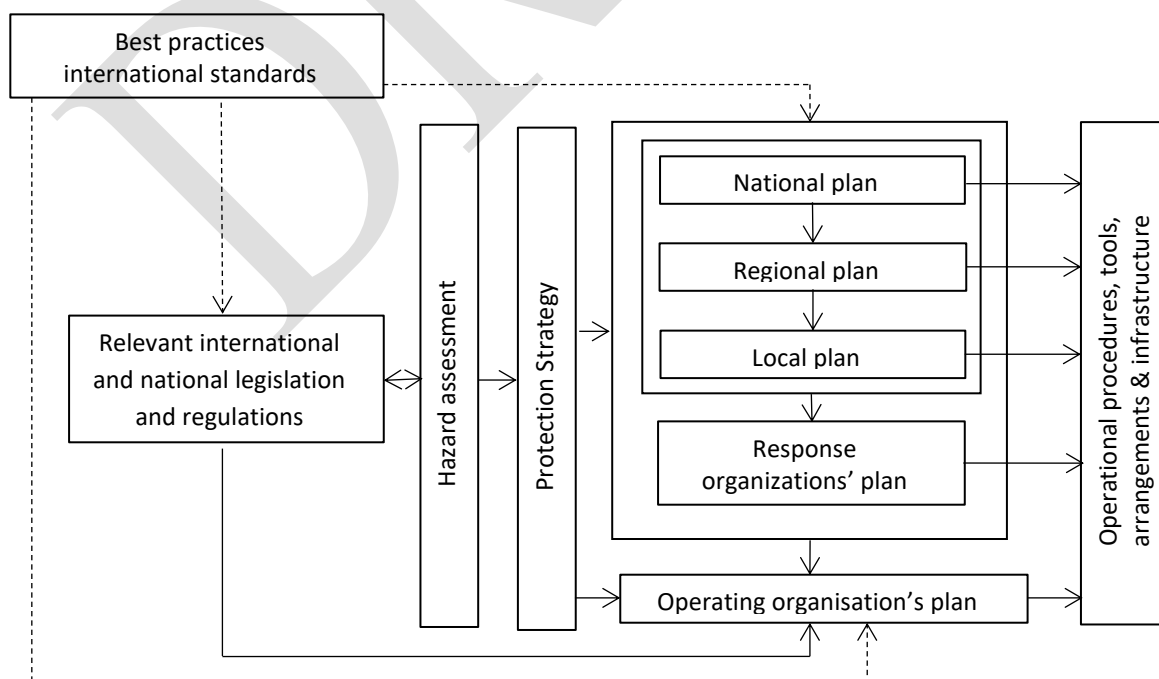 Best practices
international standards
National plan
Regional plan
Local plan
Response
organizations’ plan
Operating organisation’s plan
Relevant international
and national legislation
and regulations
Hazard assessment
Protection Strategy
Operational procedures, tools,
arrangements & infrastructure